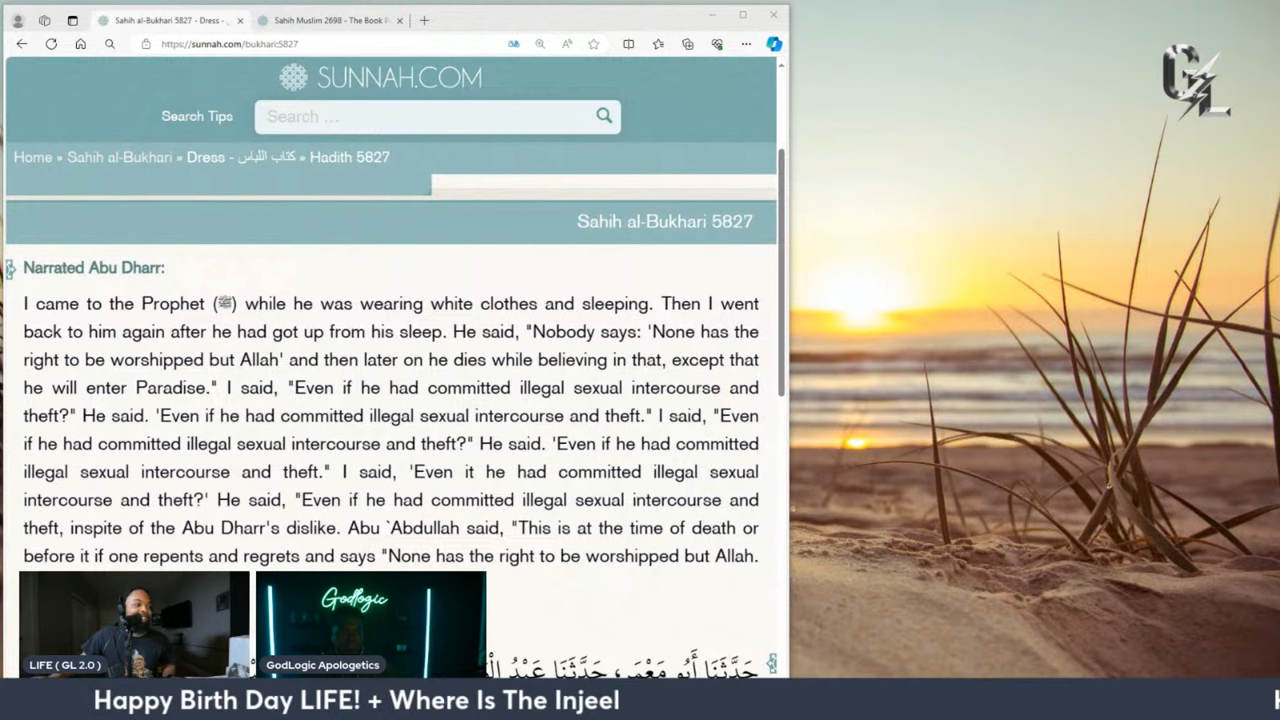 Sahih al-Bukhari 5827 - Dress -
Sahih Muslim 2698 - The Book
https://sunnah.com/bukhari:5827
SUNNAH.COM
Search Tips
Search ...
Home » Sahih al-Bukhari » Dress - كتاب اللباس » Hadith 5827
Sahih al-Bukhari 5827
Narrated Abu Dharr:
I came to the Prophet (ﷺ) while he was wearing white clothes and sleeping. Then I went
back to him again after he had got up from his sleep. He said, "Nobody says: 'None has the
right to be worshipped but Allah' and then later on he dies while believing in that, except that
he will enter Paradise." I said, "Even if he had committed illegal sexual intercourse and
theft?" He said. 'Even if he had committed illegal sexual intercourse and theft." I said, "Even
if he had committed illegal sexual intercourse and theft?" He said. 'Even if he had committed
illegal sexual intercourse and theft." I said, 'Even it he had committed illegal sexual
intercourse and theft?' He said, "Even if he had committed illegal sexual intercourse and
theft, inspite of the Abu Dharr's dislike. Abu `Abdullah said, "This is at the time of death or
before it if one repents and regrets and says "None has the right to be worshipped but Allah.
حَدَّثَنَا أَبُو مَعْمَرٍ، حَدَّثَنَا عَبْدُ
Godlogic
LIFE ( GL 2.0 )
GodLogic Apologetics
GL
Happy Birth Day LIFE! + Where Is The Injeel